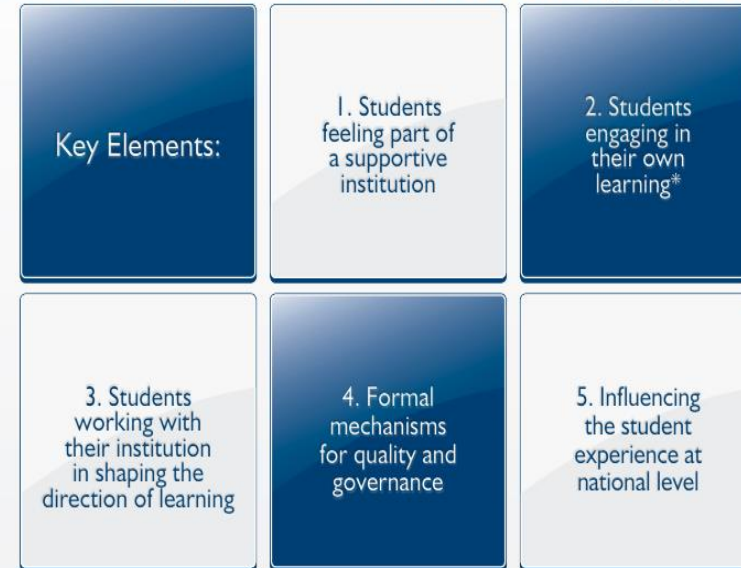 Key Elements:
1. Students
feeling part of
a supportive
institution
2. Students
engaging in
their own
learning*
3. Students
working with
their institution
in shaping the
direction of learning
4. Formal
mechanisms
for quality and
governance
5. Influencing
the student
experience at
national level